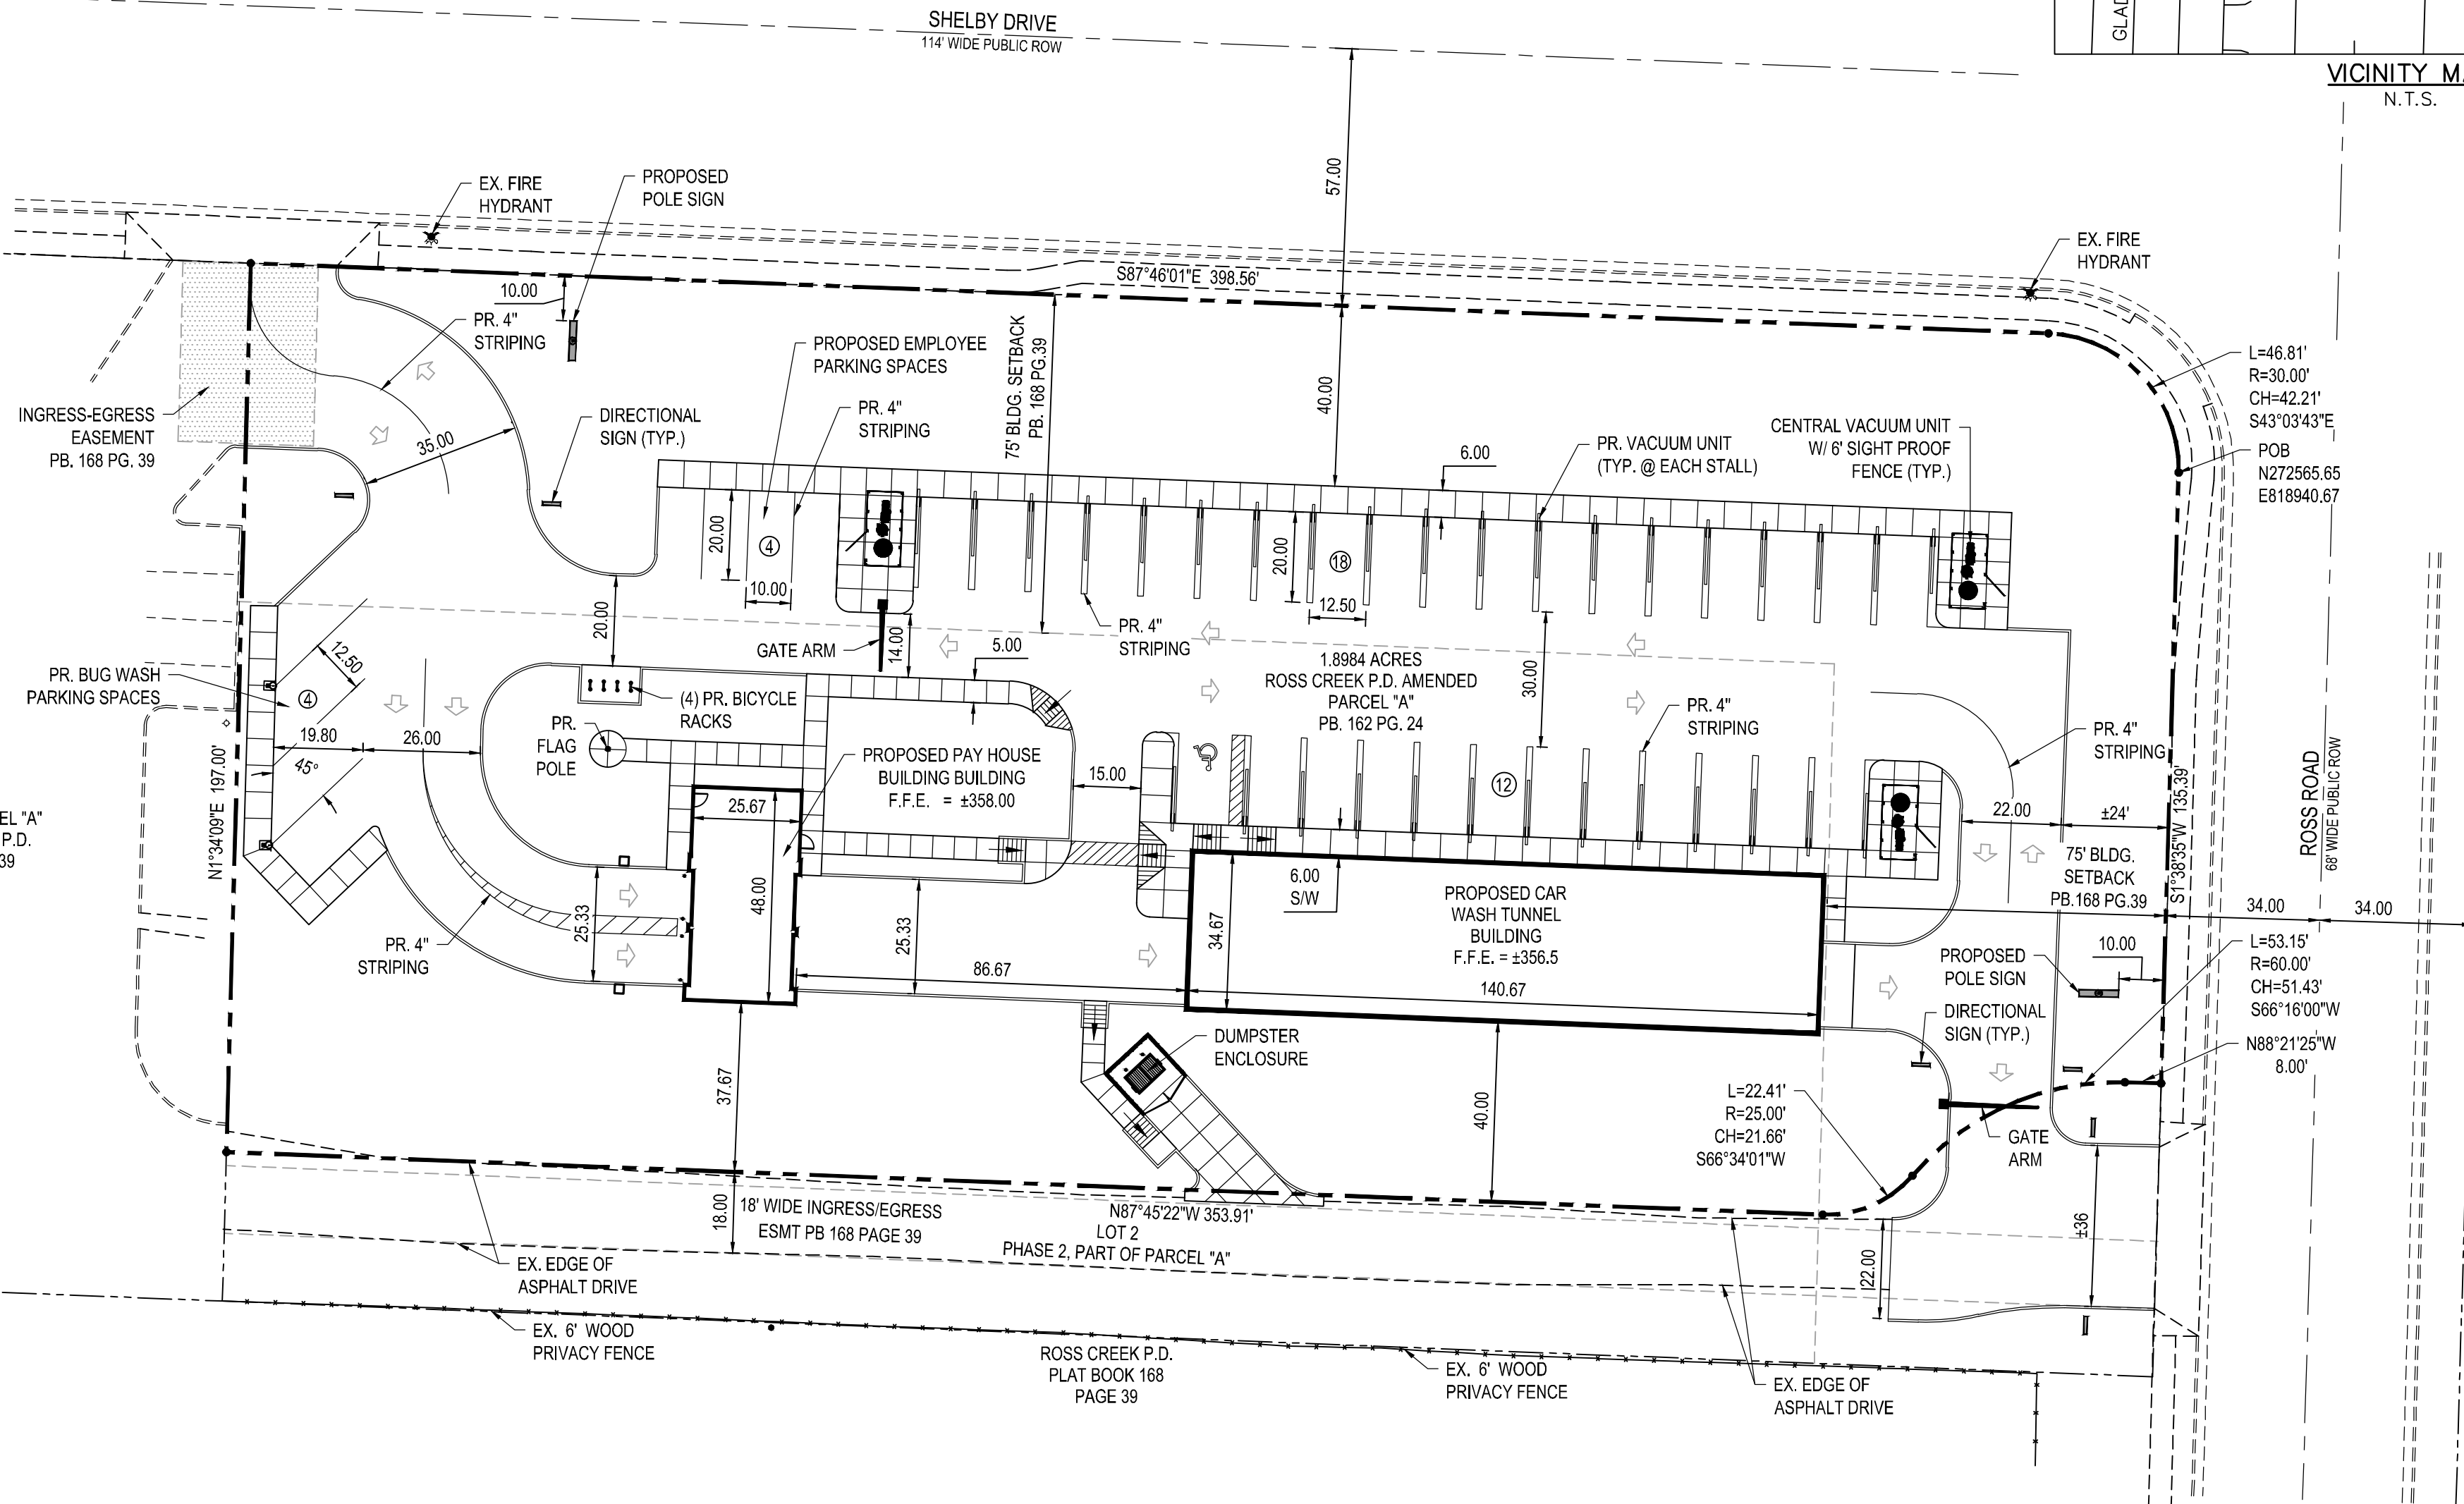 SHELBY DRIVE
114' WIDE PUBLIC ROW
GLAD
VICINITY MA
N.T.S.
57.00
EX. FIRE
HYDRANT
PROPOSED
POLE SIGN
EX. FIRE
HYDRANT
S87°46'01"E 398.56'
10.00
PR. 4"
STRIPING
PROPOSED EMPLOYEE
PARKING SPACES
75' BLDG. SETBACK
PB. 168 PG.39
40.00
L=46.81'
R=30.00'
CH=42.21'
S43°03'43"E
POB
N272565.65
E818940.67
INGRESS-EGRESS
EASEMENT
PB. 168 PG. 39
35.00
DIRECTIONAL
SIGN (TYP.)
PR. 4"
STRIPING
6.00
PR. VACUUM UNIT
(TYP. @ EACH STALL)
CENTRAL VACUUM UNIT
W/ 6' SIGHT PROOF
FENCE (TYP.)
20.00
4
10.00
20.00
18
12.50
20.00
GATE ARM
14.00
5.00
PR. 4"
STRIPING
30.00
1.8984 ACRES
ROSS CREEK P.D. AMENDED
PARCEL "A"
PB. 162 PG. 24
PR. BUG WASH
PARKING SPACES
12.50
4
19.80
26.00
45°
N1°34'09"E 197.00'
PR.
FLAG
POLE
(4) PR. BICYCLE
RACKS
PROPOSED PAY HOUSE
BUILDING BUILDING
F.F.E. = ±358.00
15.00
12
PR. 4"
STRIPING
PR. 4"
STRIPING
22.00
±24'
S1°38'35"W 135.39'
ROSS ROAD
68' WIDE PUBLIC ROW
EL "A"
P.D.
39
25.67
48.00
25.33
PR. 4"
STRIPING
25.33
86.67
6.00
S/W
34.67
PROPOSED CAR
WASH TUNNEL
BUILDING
F.F.E. = ±356.5
140.67
75' BLDG.
SETBACK
PB.168 PG.39
34.00
34.00
PROPOSED
POLE SIGN
10.00
L=53.15'
R=60.00'
CH=51.43'
S66°16'00"W
DIRECTIONAL
SIGN (TYP.)
N88°21'25"W
8.00'
DUMPSTER
ENCLOSURE
37.67
40.00
L=22.41'
R=25.00'
CH=21.66'
S66°34'01"W
GATE
ARM
±36
18.00
18' WIDE INGRESS/EGRESS
ESMT PB 168 PAGE 39
N87°45'22"W 353.91'
LOT 2
PHASE 2, PART OF PARCEL "A"
22.00
EX. EDGE OF
ASPHALT DRIVE
EX. 6' WOOD
PRIVACY FENCE
ROSS CREEK P.D.
PLAT BOOK 168
PAGE 39
EX. 6' WOOD
PRIVACY FENCE
EX. EDGE OF
ASPHALT DRIVE